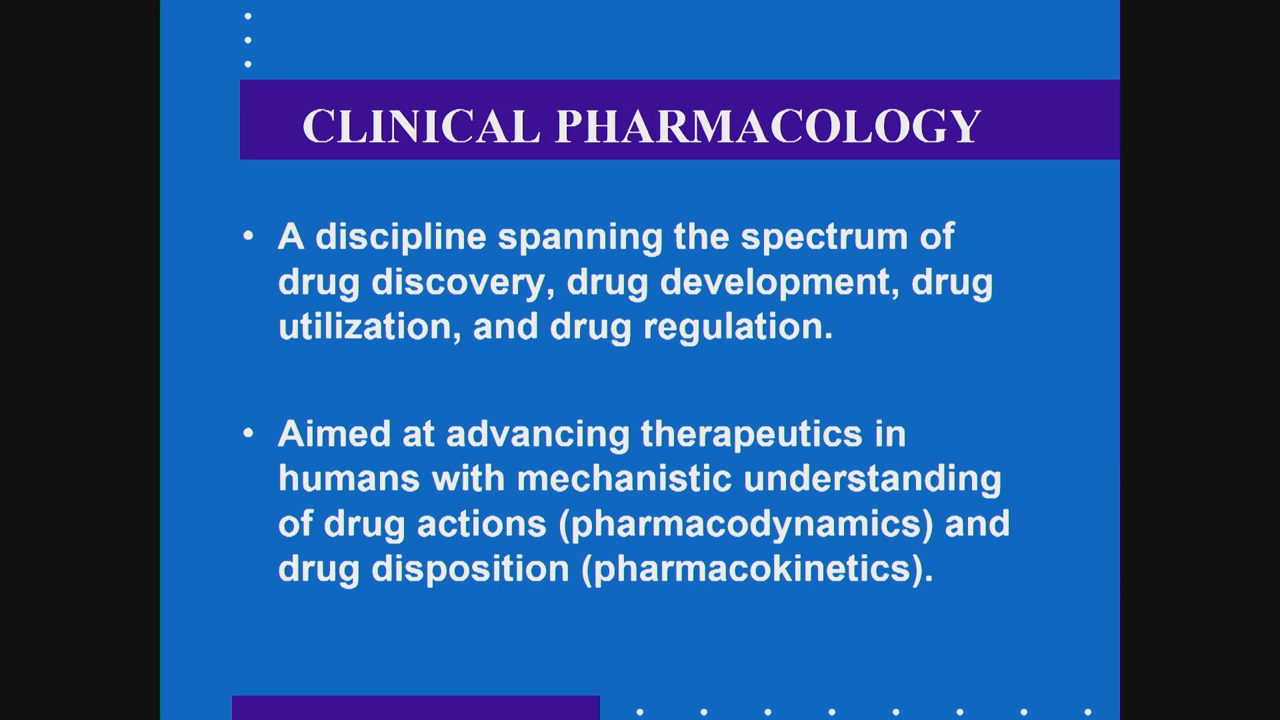 CLINICAL PHARMACOLOGY
• A discipline spanning the spectrum of
drug discovery, drug development, drug
utilization, and drug regulation.
• Aimed at advancing therapeutics in
humans with mechanistic understanding
of drug actions (pharmacodynamics) and
drug disposition (pharmacokinetics).